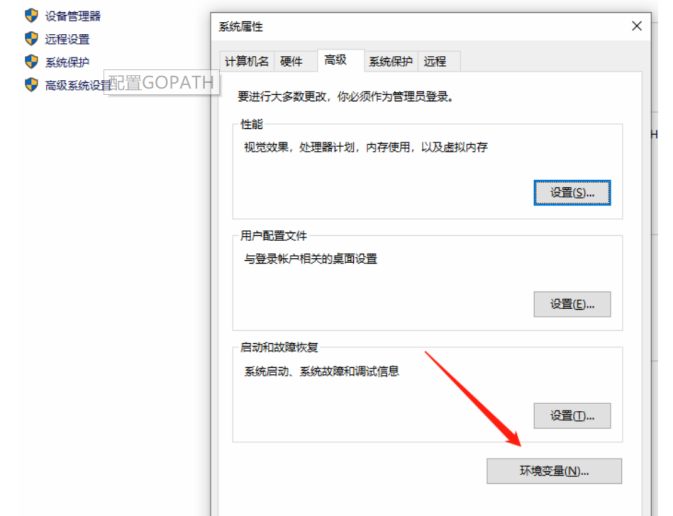 设备管理器
远程设置
系统保护
高级系统设置
配置GOPATH
系统属性
计算机名 硬件 高级 系统保护 远程
要进行大多数更改，你必须作为管理员登录。
性能
视觉效果，处理器计划，内存使用，以及虚拟内存
设置(S)...
用户配置文件
与登录帐户相关的桌面设置
设置(E)...
启动和故障恢复
系统启动、系统故障和调试信息
设置(T)...
环境变量(N)...
H